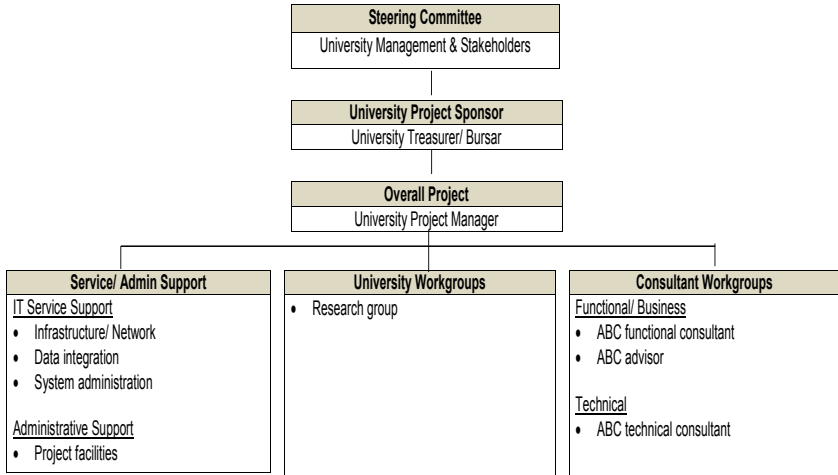 Steering Committee
University Management & Stakeholders
University Project Sponsor
University Treasurer/ Bursar
Overall Project
University Project Manager
Service/ Admin Support
IT Service Support
• Infrastructure/ Network
• Data integration
• System administration
Administrative Support
• Project facilities
University Workgroups
• Research group
Consultant Workgroups
Functional/ Business
• ABC functional consultant
• ABC advisor
Technical
• ABC technical consultant